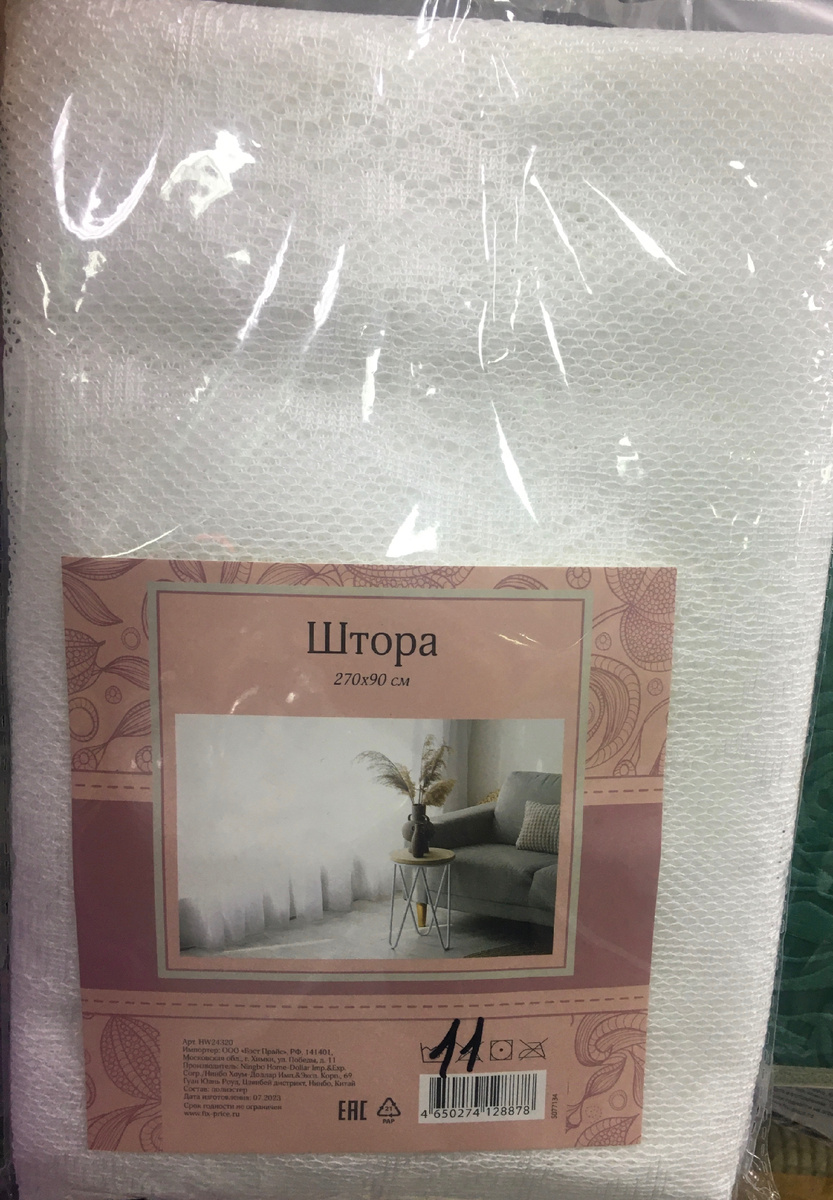 Штора
270x90 см
11
Арт. HW24320
Импортер: ООО «Бэст Прайс», РФ, 141401,
Московская обл., г. Химки, ул. Победы, д. 11
Производитель: Ningbo Home-Dollar Imp.&Exp.
Corp./Нинбо Хоум-Доллар Имп.&Эксп. Корп., 69
Гуан Юань Роуд, Цзянбей дистрикт, Нинбо, Китай
Состав: полиэстер
Дата изготовления: 07.2023
Срок годности не ограничен
www.fix-price.ru
EAC
21
PAP
4 650274 128878